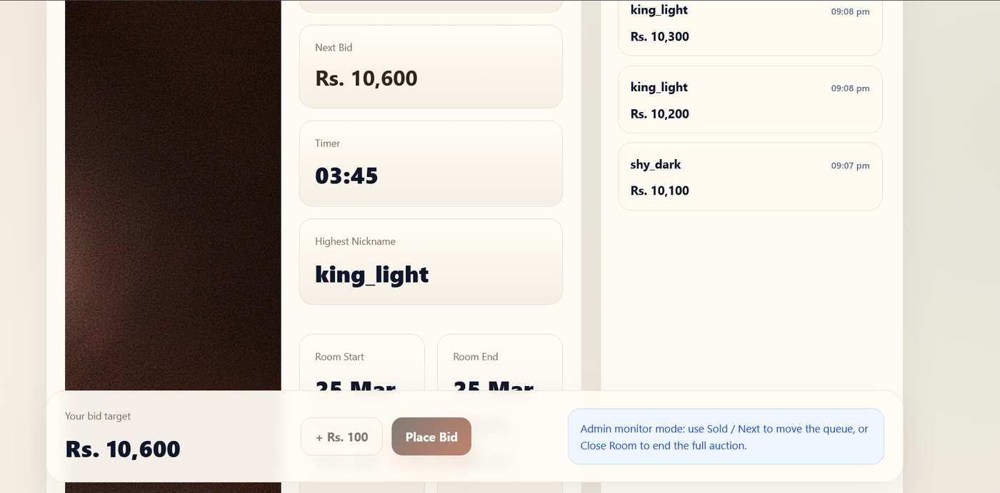 Next Bid
Rs. 10,600
Timer
03:45
Highest Nickname
king_light
Room Start
25 Mar
Room End
25 Mar
king_light
09:08 pm
Rs. 10,300
king_light
09:08 pm
Rs. 10,200
shy_dark
09:07 pm
Rs. 10,100
Your bid target
Rs. 10,600
+ Rs. 100
Place Bid
Admin monitor mode: use Sold / Next to move the queue, or
Close Room to end the full auction.